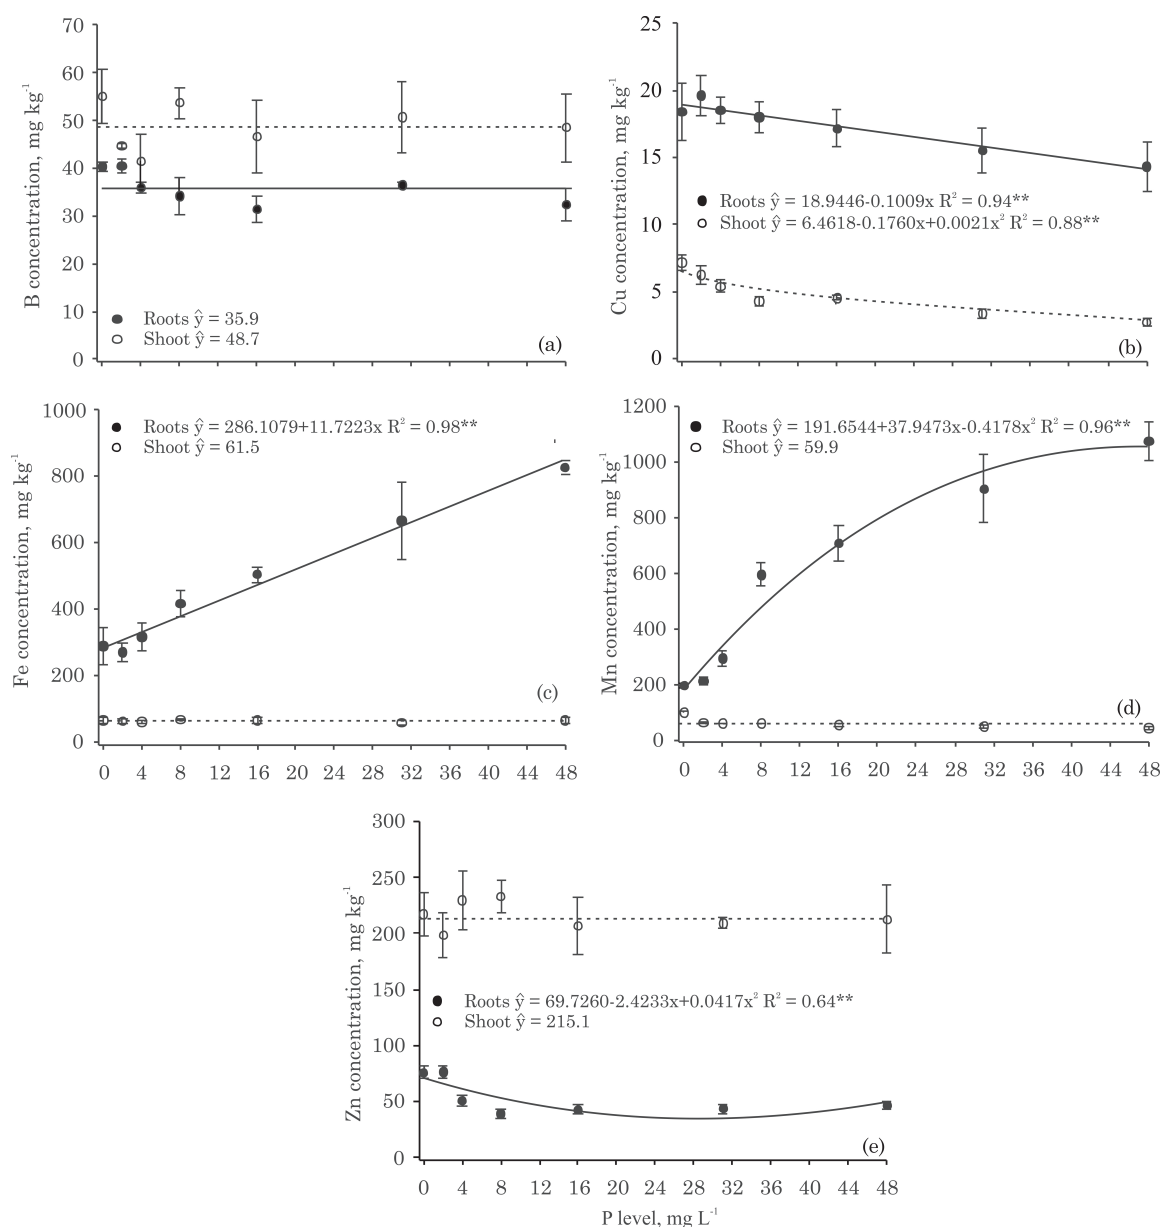 70
60
50
40
30
20
10
0
B concentration, mg kg⁻¹
Roots ŷ = 35.9
Shoot ŷ = 48.7
(a)
25
20
15
10
5
0
Cu concentration, mg kg⁻¹
Roots ŷ = 18.9446-0.1009x R² = 0.94**
Shoot ŷ = 6.4618-0.1760x+0.0021x² R² = 0.88**
(b)
1000
800
600
400
200
0
Fe concentration, mg kg⁻¹
Roots ŷ = 286.1079+11.7223x R² = 0.98**
Shoot ŷ = 61.5
(c)
0 4 8 12 16 20 24 28 32 36 40 44 48
1200
1000
800
600
400
200
0
Mn concentration, mg kg⁻¹
Roots ŷ = 191.6544+37.9473x-0.4178x² R² = 0.96**
Shoot ŷ = 59.9
(d)
0 4 8 12 16 20 24 28 32 36 40 44 48
300
250
200
150
100
50
0
Zn concentration, mg kg⁻¹
Roots ŷ = 69.7260-2.4233x+0.0417x² R² = 0.64**
Shoot ŷ = 215.1
(e)
0 4 8 12 16 20 24 28 32 36 40 44 48
P level, mg L⁻¹